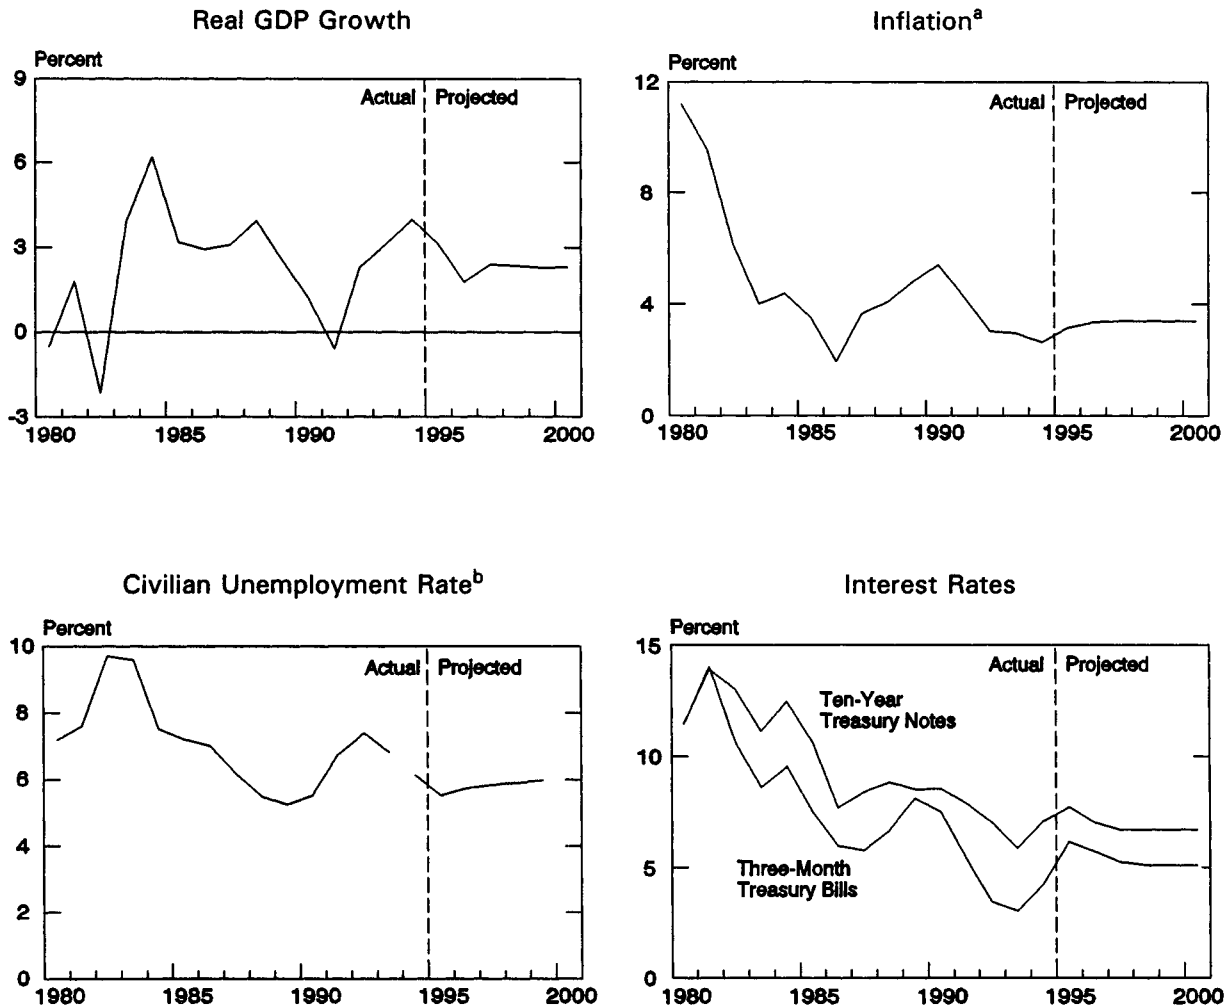 Real GDP Growth
Percent
9
6
3
0
-3
Actual Projected
1980 1985 1990 1995 2000
Inflationa
Percent
12
8
4
0
Actual Projected
1980 1985 1990 1995 2000
Civilian Unemployment Rateb
Percent
10
8
6
4
2
0
Actual Projected
1980 1985 1990 1995 2000
Interest Rates
Percent
15
10
5
0
Actual Projected
Ten-Year
Treasury Notes
Three-Month
Treasury Bills
1980 1985 1990 1995 2000